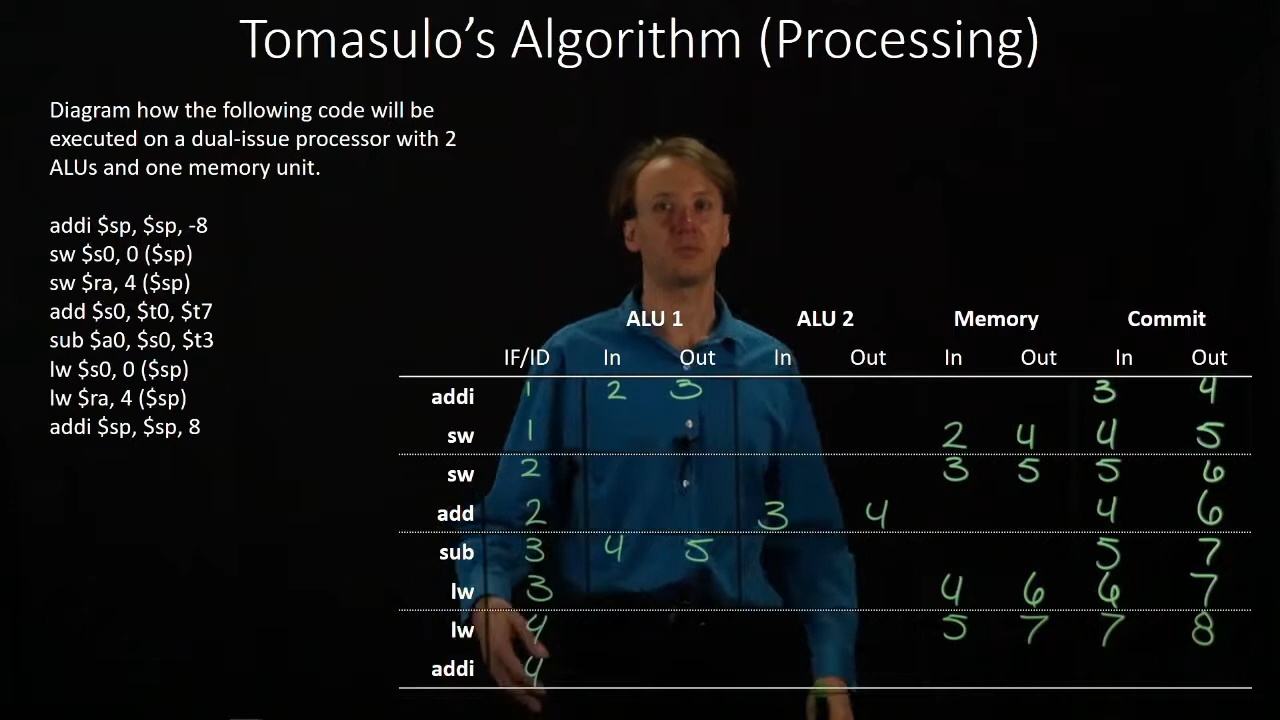 Tomasulo's Algorithm (Processing)
Diagram how the following code will be
executed on a dual-issue processor with 2
ALUs and one memory unit.
addi $sp, $sp, -8
sw $s0, 0 ($sp)
sw $ra, 4 ($sp)
add $s0, $t0, $t7
sub $a0, $s0, $t3
lw $s0, 0 ($sp)
lw $ra, 4 ($sp)
addi $sp, $sp, 8
ALU 1 ALU 2 Memory Commit
IF/ID In Out In Out In Out In Out
addi 1 2 3 3 4
sw 1 2 4 4 5
sw 2 3 5 5 6
add 2 3 4 4 6
sub 3 4 5 5 7
lw 3 4 6 6 7
lw 4 5 7 7 8
addi 4